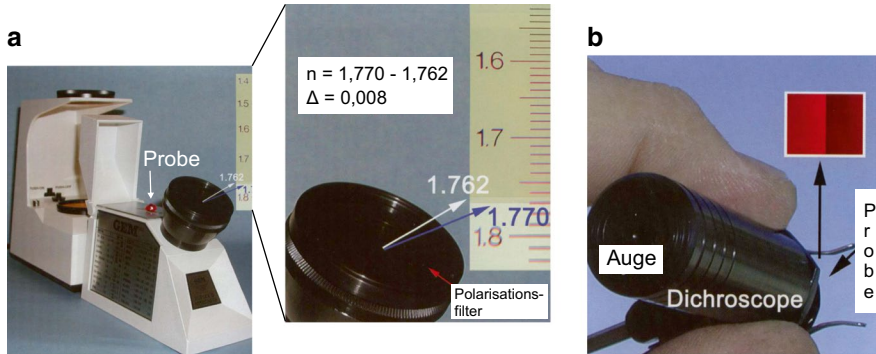 a
Probe
1.4
1.5
1.6
1.7
1.8
1.762
GEM
n = 1,770 - 1,762
Δ = 0,008
1.6
1.7
1.8
1.762
1.770
Polarisations-
filter
b
Auge
Dichroscope
P
r
o
b
e